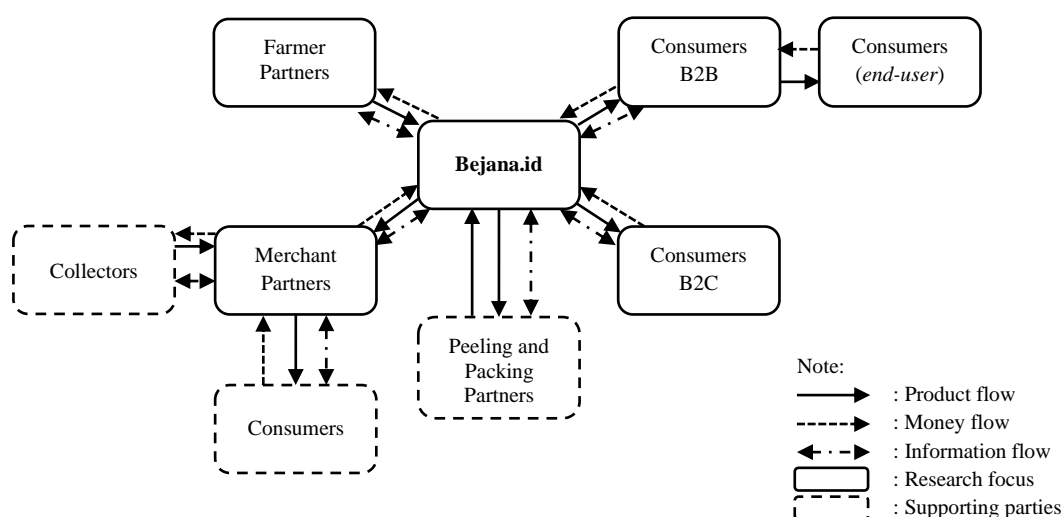 Farmer
Partners
Consumers
B2B
Consumers
(end-user)
Bejana.id
Collectors
Merchant
Partners
Consumers
B2C
Peeling and
Packing
Partners
Consumers
Note:
: Product flow
: Money flow
: Information flow
: Research focus
: Supporting parties